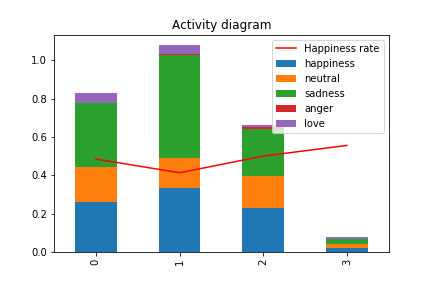 Activity diagram
Happiness rate
happiness
neutral
sadness
anger
love
1.0
0.8
0.6
0.4
0.2
0.0
0 1 2 3